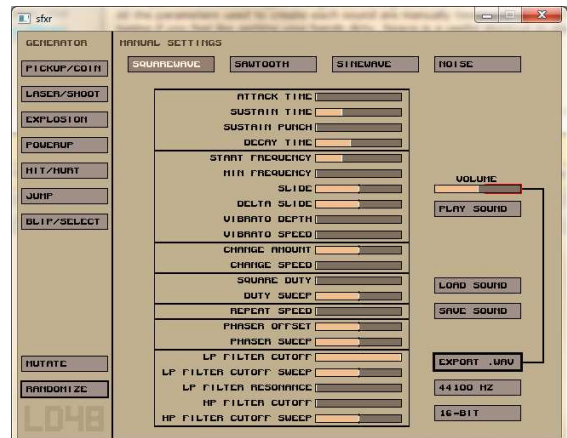 sfxr
GENERATOR
PICKUP/COIN
LASER/SHOOT
EXPLOSION
POWERUP
HIT/HURT
JUMP
BLIP/SELECT
MUTATE
RANDOMIZE
LD48
MANUAL SETTINGS
SQUAREWAVE
SAWTOOTH
SINEWAVE
NOISE
ATTACK TIME
SUSTAIN TIME
SUSTAIN PUNCH
DECAY TIME
START FREQUENCY
MIN FREQUENCY
SLIDE
DELTA SLIDE
VIBRATO DEPTH
VIBRATO SPEED
CHANGE AMOUNT
CHANGE SPEED
SQUARE DUTY
DUTY SWEEP
REPEAT SPEED
PHASER OFFSET
PHASER SWEEP
LP FILTER CUTOFF
LP FILTER CUTOFF SWEEP
LP FILTER RESONANCE
HP FILTER CUTOFF
HP FILTER CUTOFF SWEEP
VOLUME
PLAY SOUND
LOAD SOUND
SAVE SOUND
EXPORT .WAV
44100 HZ
16-BIT